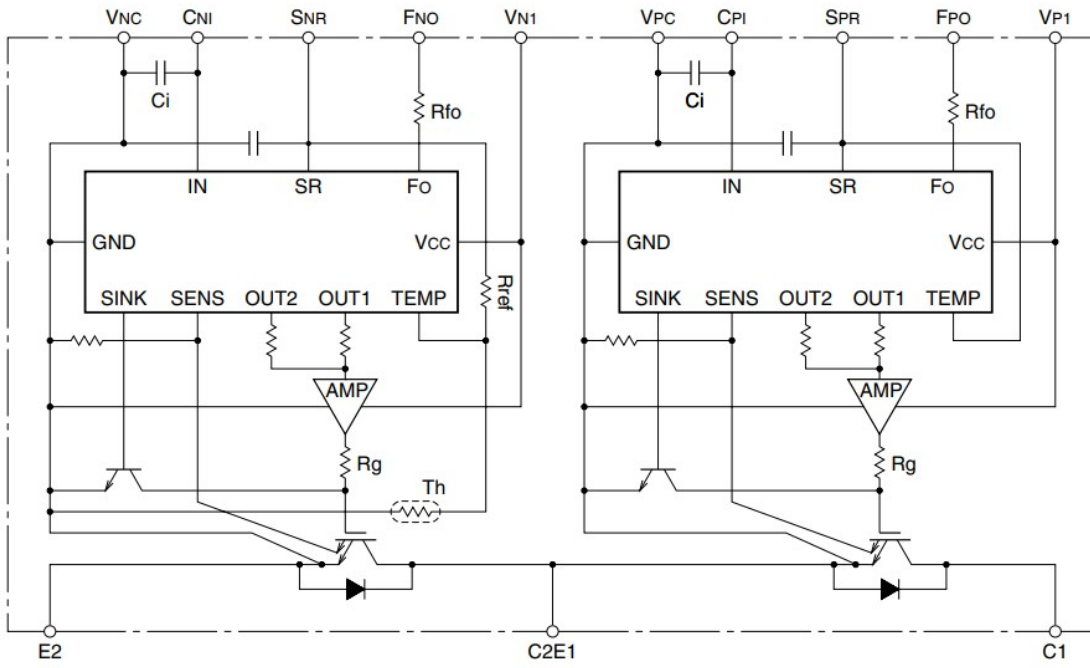 VNC CNI SNR FNO VN1 VPC CPI SPR FPO VP1
Ci Rfo Ci Rfo
IN SR FO IN SR FO
GND VCC GND VCC
Rref
SINK SENS OUT2 OUT1 TEMP SINK SENS OUT2 OUT1 TEMP
AMP AMP
Rg Rg
Th
E2 C2E1 C1